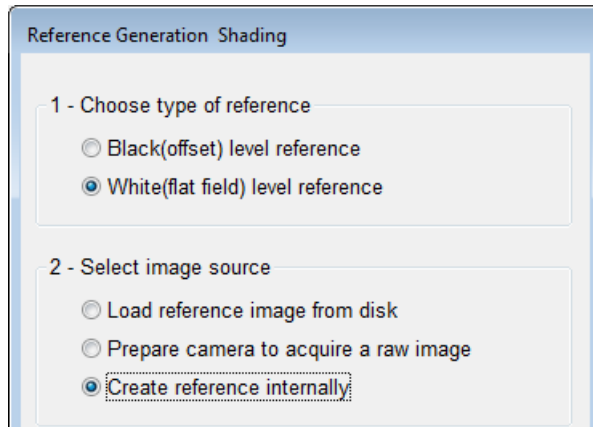 Reference Generation Shading
1 - Choose type of reference
Black(offset) level reference
White(flat field) level reference
2 - Select image source
Load reference image from disk
Prepare camera to acquire a raw image
Create reference internally